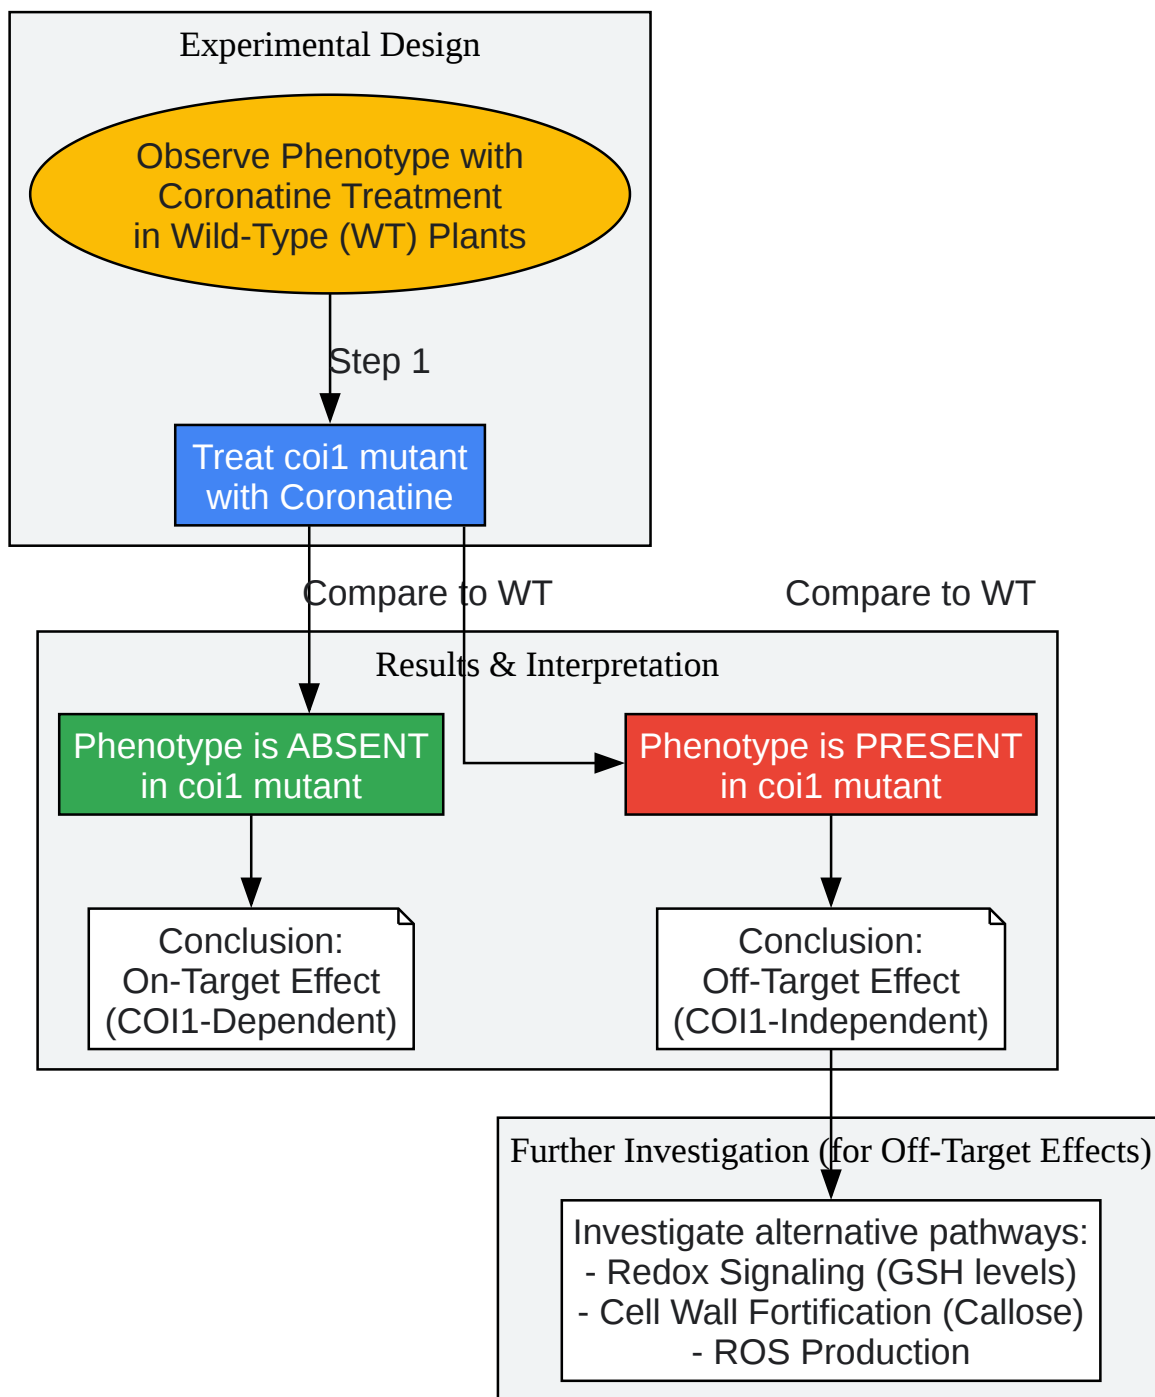 Experimental Design
Observe Phenotype with
Coronatine Treatment
in Wild-Type (WT) Plants
Step 1
Treat coi1 mutant
with Coronatine
Compare to WT
Compare to WT
Results & Interpretation
Phenotype is ABSENT
in coi1 mutant
Phenotype is PRESENT
in coi1 mutant
Conclusion:
On-Target Effect
(COI1-Dependent)
Conclusion:
Off-Target Effect
(COI1-Independent)
Further Investigation (for Off-Target Effects)
Investigate alternative pathways:
- Redox Signaling (GSH levels)
- Cell Wall Fortification (Callose)
- ROS Production